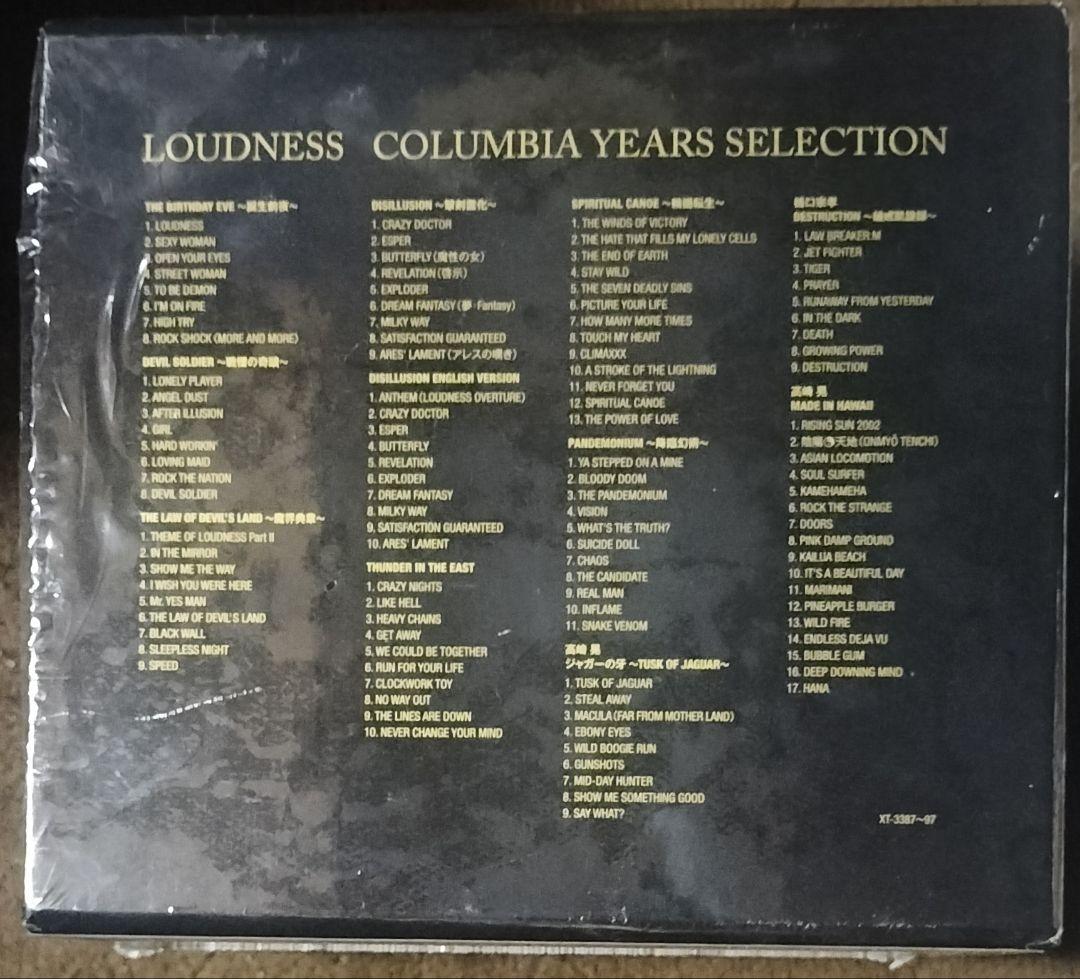 LOUDNESS COLUMBIA YEARS SELECTION
THE BIRTHDAY EVE ～誕生前夜～
1. LOUDNESS
2. SEXY WOMAN
3. OPEN YOUR EYES
4. STREET WOMAN
5. TO BE DEMON
6. I'M ON FIRE
7. HIGH TRY
8. ROCK SHOCK (MORE AND MORE)
DEVIL SOLDIER ～戦慄の奇蹟～
1. LONELY PLAYER
2. ANGEL DUST
3. AFTER ILLUSION
4. GIRL
5. HARD WORKIN'
6. LOVING MAID
7. ROCK THE NATION
8. DEVIL SOLDIER
THE LAW OF DEVIL'S LAND ～魔界典章～
1. THEME OF LOUDNESS Part II
2. IN THE MIRROR
3. SHOW ME THE WAY
4. I WISH YOU WERE HERE
5. Mr. YES MAN
6. THE LAW OF DEVIL'S LAND
7. BLACK WALL
8. SLEEPLESS NIGHT
9. SPEED
DISILLUSION ～撃剣霊化～
1. CRAZY DOCTOR
2. ESPER
3. BUTTERFLY (魔性の女)
4. REVELATION (啓示)
5. EXPLODER
6. DREAM FANTASY (夢・Fantasy)
7. MILKY WAY
8. SATISFACTION GUARANTEED
9. ARES' LAMENT (アレスの嘆き)
DISILLUSION ENGLISH VERSION
1. ANTHEM (LOUDNESS OVERTURE)
2. CRAZY DOCTOR
3. ESPER
4. BUTTERFLY
5. REVELATION
6. EXPLODER
7. DREAM FANTASY
8. MILKY WAY
9. SATISFACTION GUARANTEED
10. ARES' LAMENT
THUNDER IN THE EAST
1. CRAZY NIGHTS
2. LIKE HELL
3. HEAVY CHAINS
4. GET AWAY
5. WE COULD BE TOGETHER
6. RUN FOR YOUR LIFE
7. CLOCKWORK TOY
8. NO WAY OUT
9. THE LINES ARE DOWN
10. NEVER CHANGE YOUR MIND
SPIRITUAL CANOE ～輪廻転生～
1. THE WINDS OF VICTORY
2. THE HATE THAT FILLS MY LONELY CELLS
3. THE END OF EARTH
4. STAY WILD
5. THE SEVEN DEADLY SINS
6. PICTURE YOUR LIFE
7. HOW MANY MORE TIMES
8. TOUCH MY HEART
9. CLIMAXXX
10. A STROKE OF THE LIGHTNING
11. NEVER FORGET YOU
12. SPIRITUAL CANOE
13. THE POWER OF LOVE
PANDEMONIUM ～降臨幻術～
1. YA STEPPED ON A MINE
2. BLOODY DOOM
3. THE PANDEMONIUM
4. VISION
5. WHAT'S THE TRUTH?
6. SUICIDE DOLL
7. CHAOS
8. THE CANDIDATE
9. REAL MAN
10. INFLAME
11. SNAKE VENOM
高崎 晃
ジャガーの牙 ～TUSK OF JAGUAR～
1. TUSK OF JAGUAR
2. STEAL AWAY
3. MACULA (FAR FROM MOTHER LAND)
4. EBONY EYES
5. WILD BOOGIE RUN
6. GUNSHOTS
7. MID-DAY HUNTER
8. SHOW ME SOMETHING GOOD
9. SAY WHAT?
樋口宗孝
DESTRUCTION
1. LAW BREAKER:M
2. JET FIGHTER
3. TIGER
4. PRAYER
5. RUNAWAY FROM YESTERDAY
6. IN THE DARK
7. DEATH
8. GROWING POWER
9. DESTRUCTION
高崎 晃
MADE IN HAWAII
1. RISING SUN 2002
2. 陰陽天地 (ONMYŌ TENCHI)
3. ASIAN LOCOMOTION
4. SOUL SURFER
5. KAMEHAMEHA
6. ROCK THE STRANGE
7. DOORS
8. PINK DAMP GROUND
9. KAILUA BEACH
10. IT'S A BEAUTIFUL DAY
11. MARIMANI
12. PINEAPPLE BURGER
13. WILD FIRE
14. ENDLESS DEJA VU
15. BUBBLE GUM
16. DEEP DOWNING MIND
17. HANA
XT-3387～97